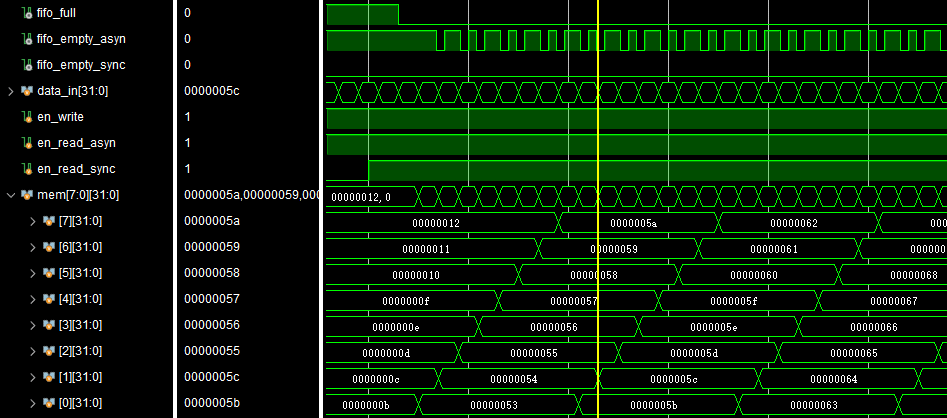 fifo_full 0
fifo_empty_asyn 0
fifo_empty_sync 0
data_in[31:0] 0000005c
en_write 1
en_read_asyn 1
en_read_sync 1
mem[7:0][31:0] 0000005a,00000059,000 00000012, 0
[7][31:0] 0000005a 00000012 0000005a 00000062 000
[6][31:0] 00000059 00000011 00000059 00000061 00000
[5][31:0] 00000058 00000010 00000058 00000060 00000068
[4][31:0] 00000057 0000000f 00000057 0000005f 00000067
[3][31:0] 00000056 0000000e 00000056 0000005e 00000066
[2][31:0] 00000055 0000000d 00000055 0000005d 00000065
[1][31:0] 0000005c 0000000c 00000054 0000005c 00000064
[0][31:0] 0000005b 0000000b 00000053 0000005b 00000063